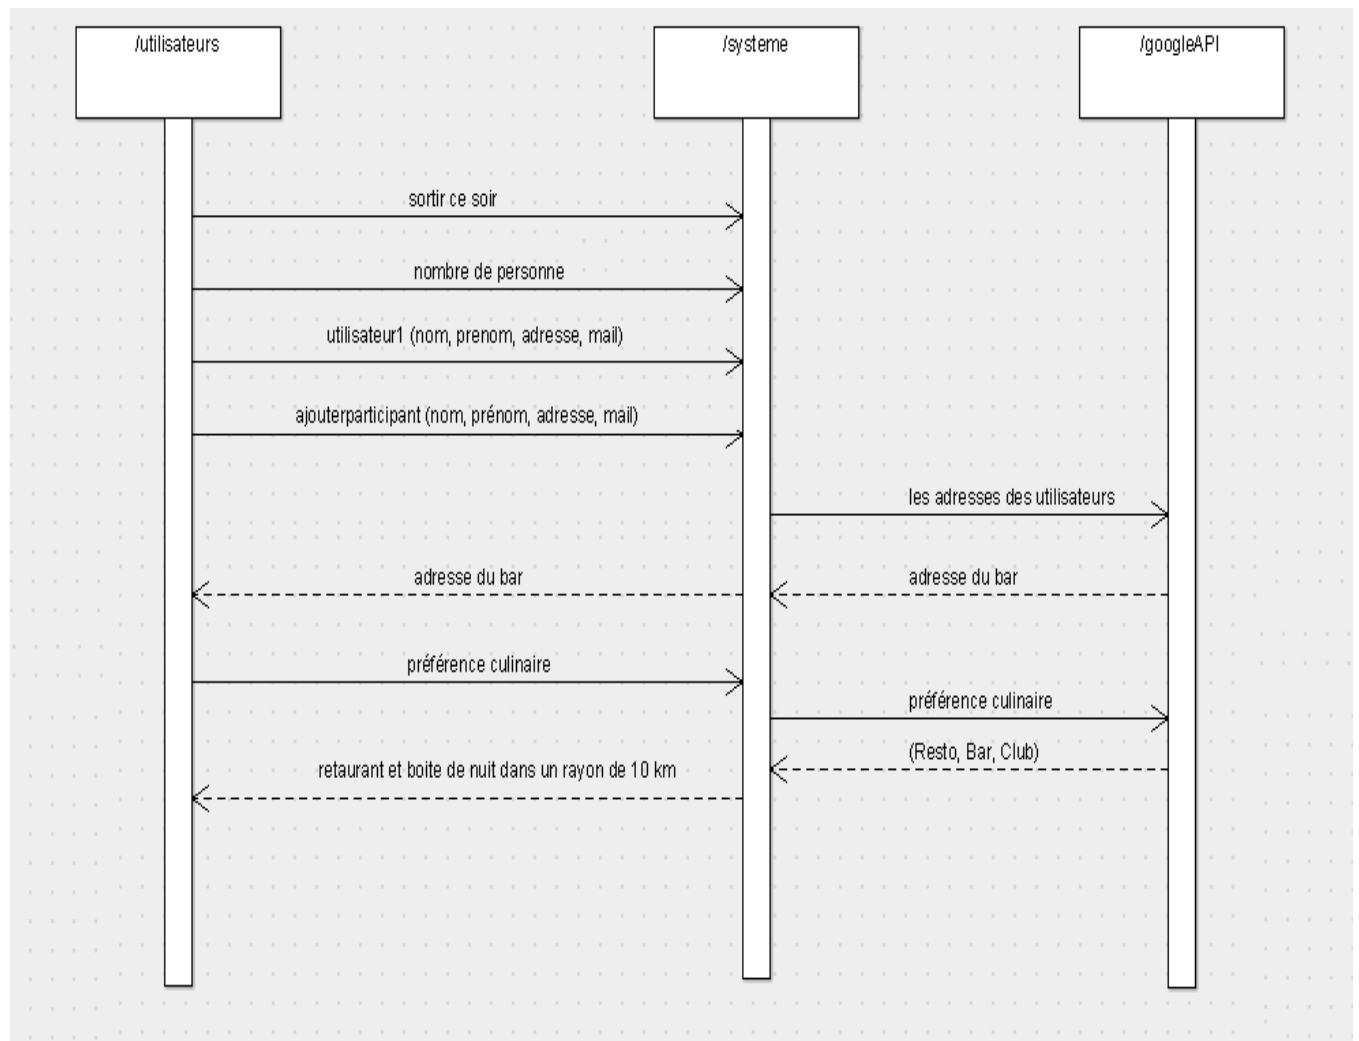 /utilisateurs
/systeme
/googleAPI
sortir ce soir
nombre de personne
utilisateur1 (nom, prenom, adresse, mail)
ajouterparticipant (nom, prénom, adresse, mail)
les adresses des utilisateurs
adresse du bar
adresse du bar
préférence culinaire
préférence culinaire
(Resto, Bar, Club)
retaurant et boite de nuit dans un rayon de 10 km